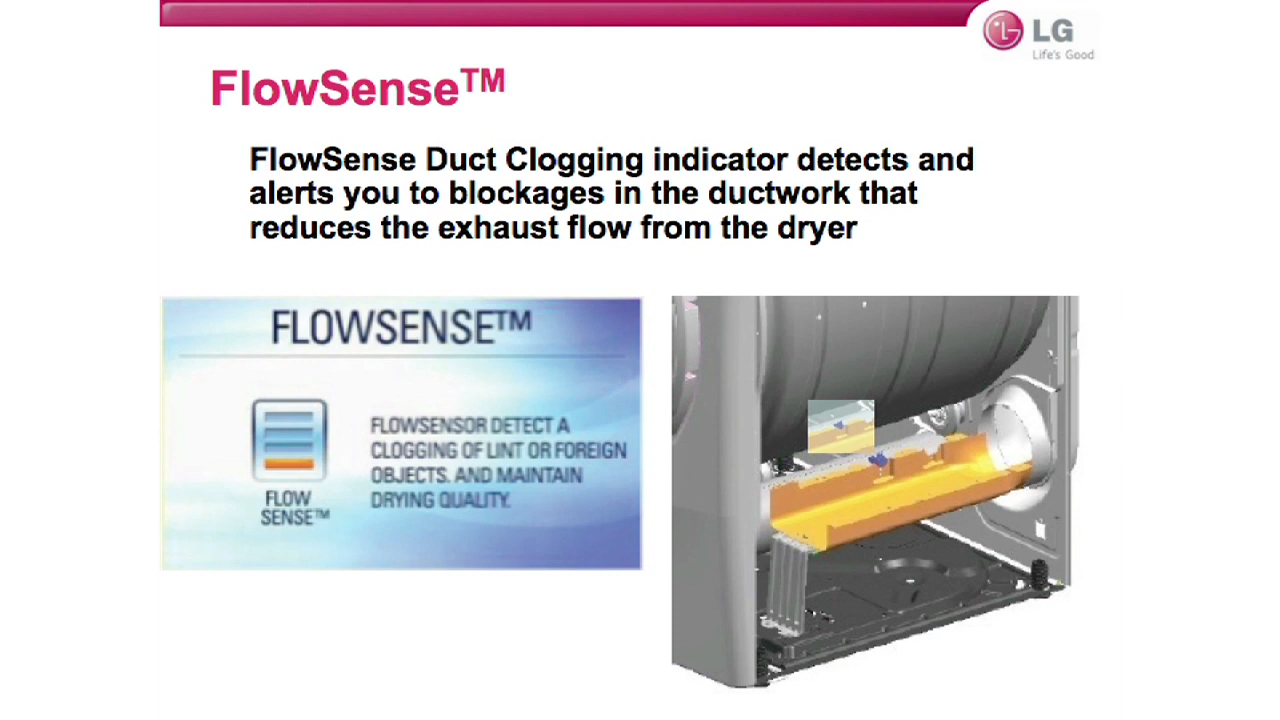 LG
Life's Good
FlowSense™
FlowSense Duct Clogging indicator detects and
alerts you to blockages in the ductwork that
reduces the exhaust flow from the dryer
FLOWSENSE™
FLOWSENSOR DETECT A
CLOGGING OF LINT OR FOREIGN
OBJECTS. AND MAINTAIN
DRYING QUALITY.
FLOW
SENSE™